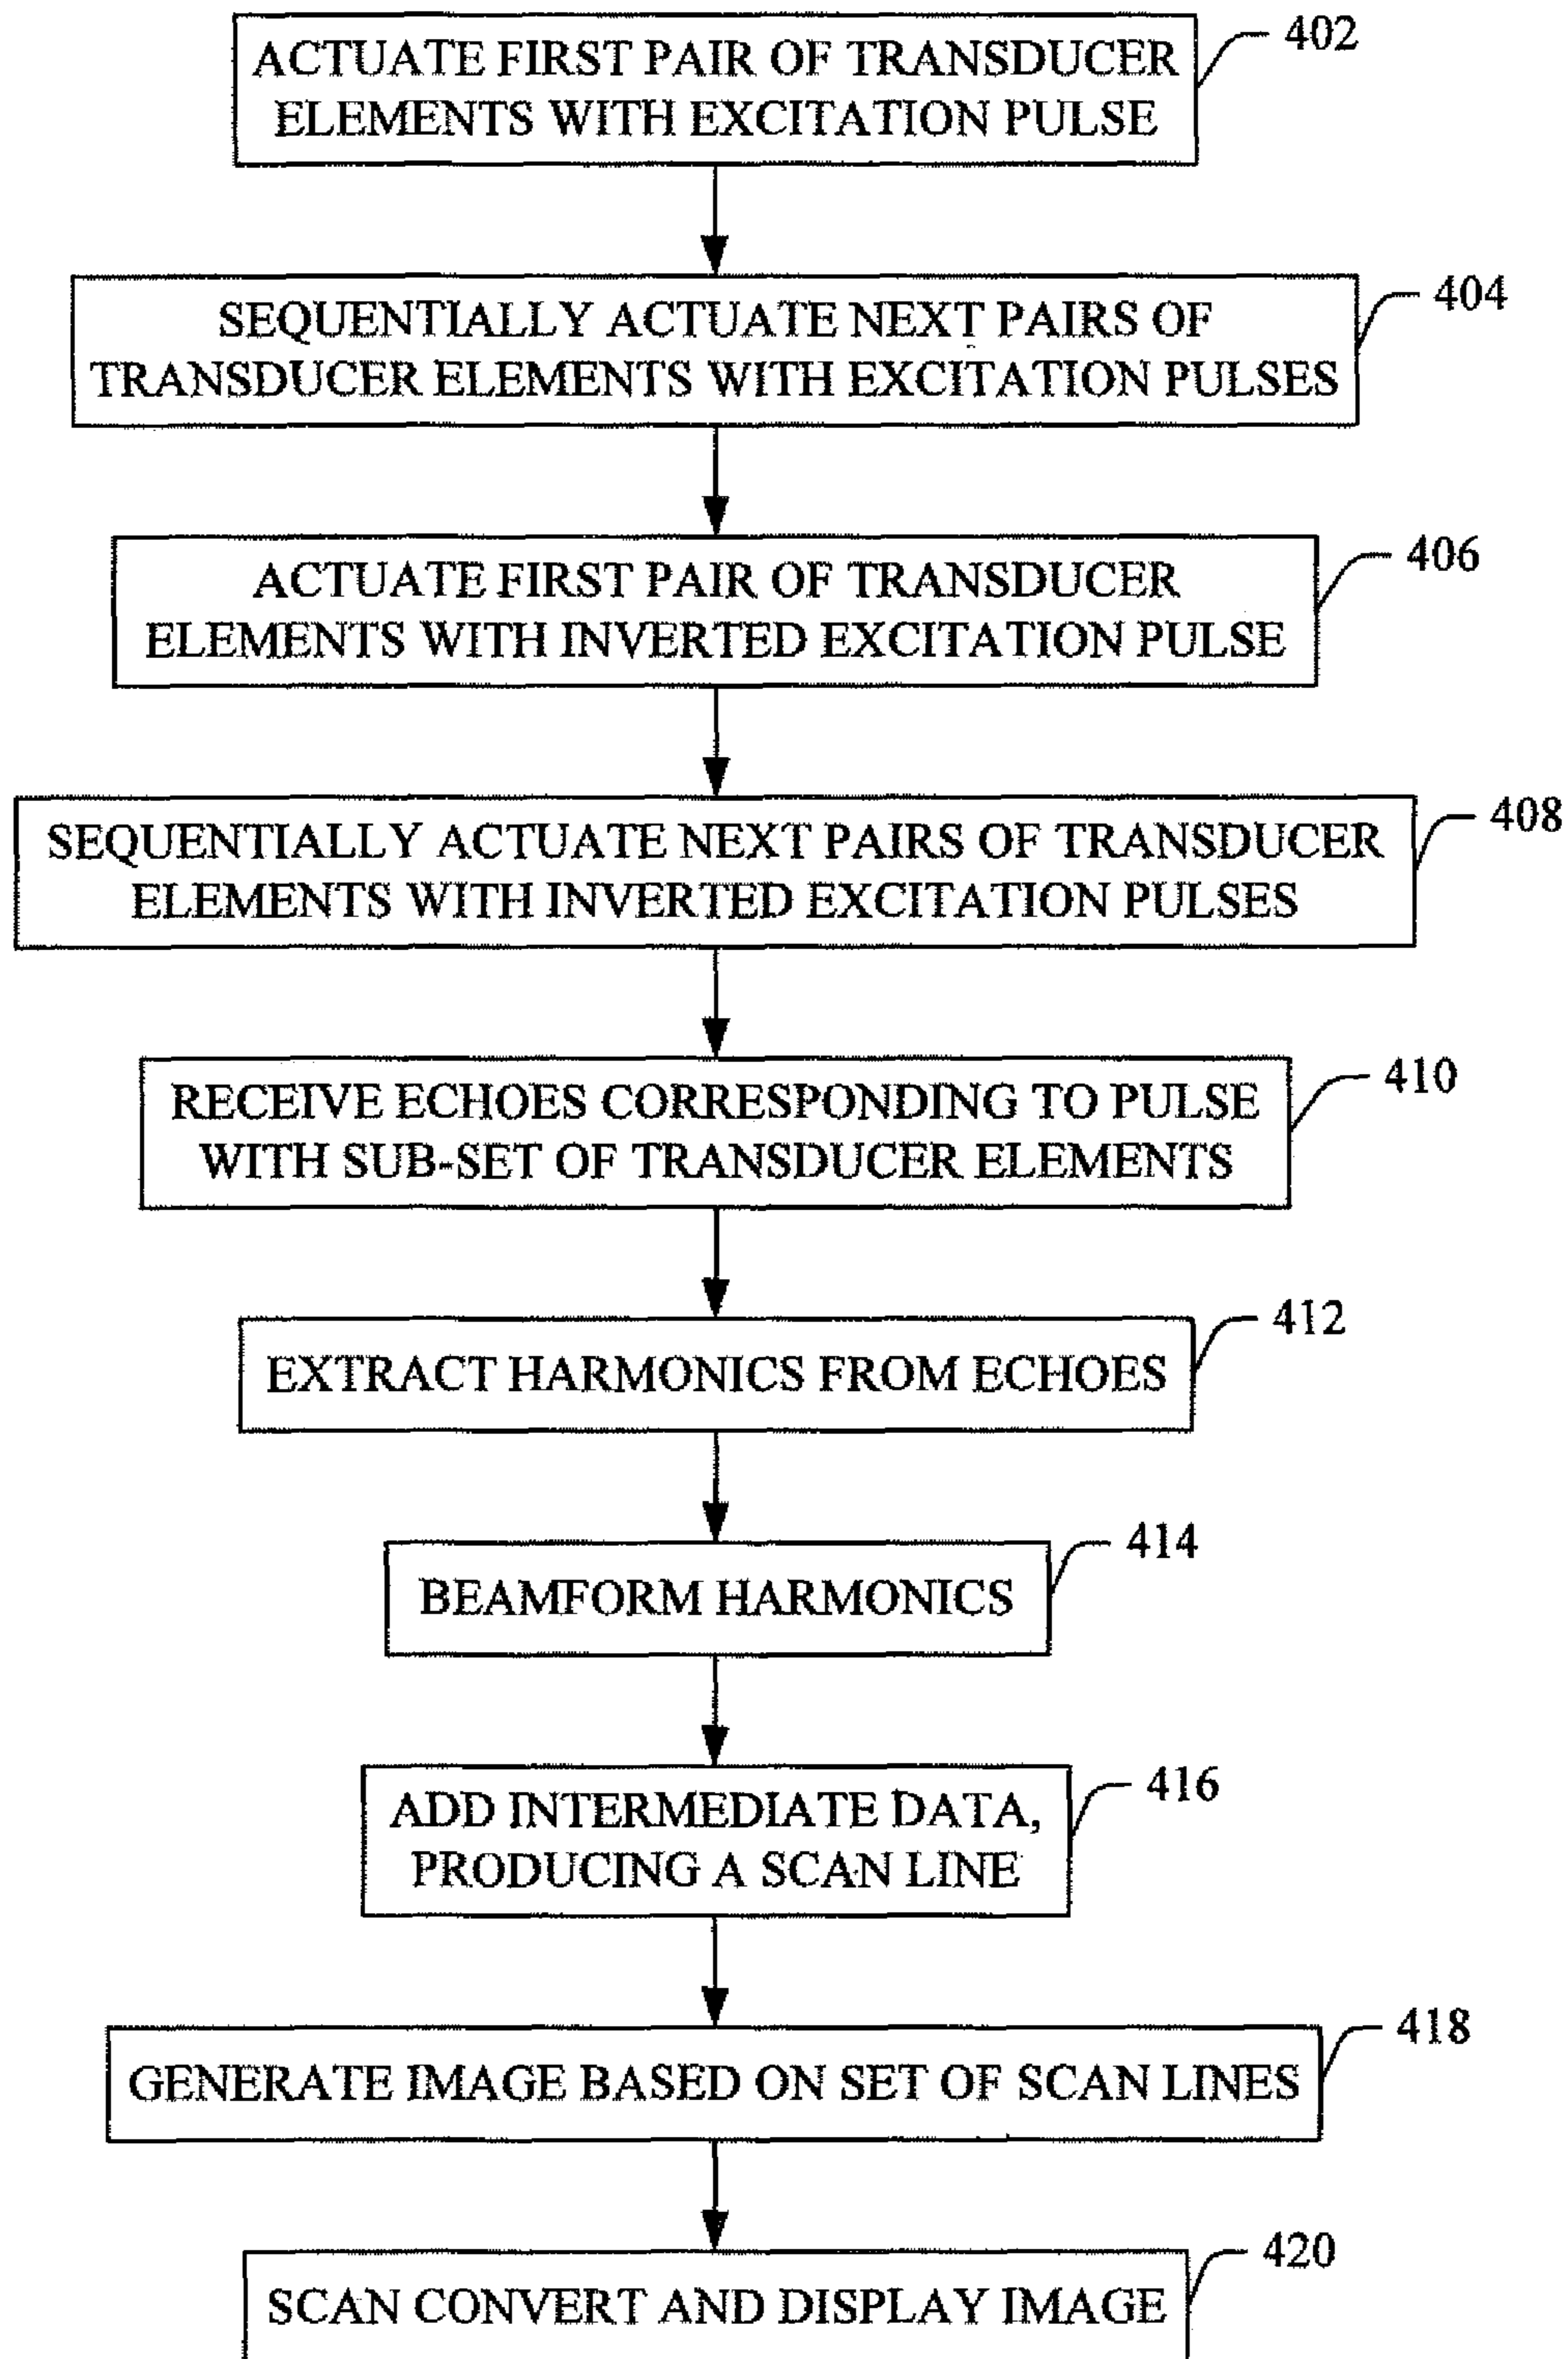 ACTUATE FIRST PAIR OF TRANSDUCER
ELEMENTS WITH EXCITATION PULSE
402
SEQUENTIALLY ACTUATE NEXT PAIRS OF
TRANSDUCER ELEMENTS WITH EXCITATION PULSES
404
ACTUATE FIRST PAIR OF TRANSDUCER
ELEMENTS WITH INVERTED EXCITATION PULSE
406
SEQUENTIALLY ACTUATE NEXT PAIRS OF TRANSDUCER
ELEMENTS WITH INVERTED EXCITATION PULSES
408
RECEIVE ECHOES CORRESPONDING TO PULSE
WITH SUB-SET OF TRANSDUCER ELEMENTS
410
EXTRACT HARMONICS FROM ECHOES
412
BEAMFORM HARMONICS
414
ADD INTERMEDIATE DATA,
PRODUCING A SCAN LINE
416
GENERATE IMAGE BASED ON SET OF SCAN LINES
418
SCAN CONVERT AND DISPLAY IMAGE
420